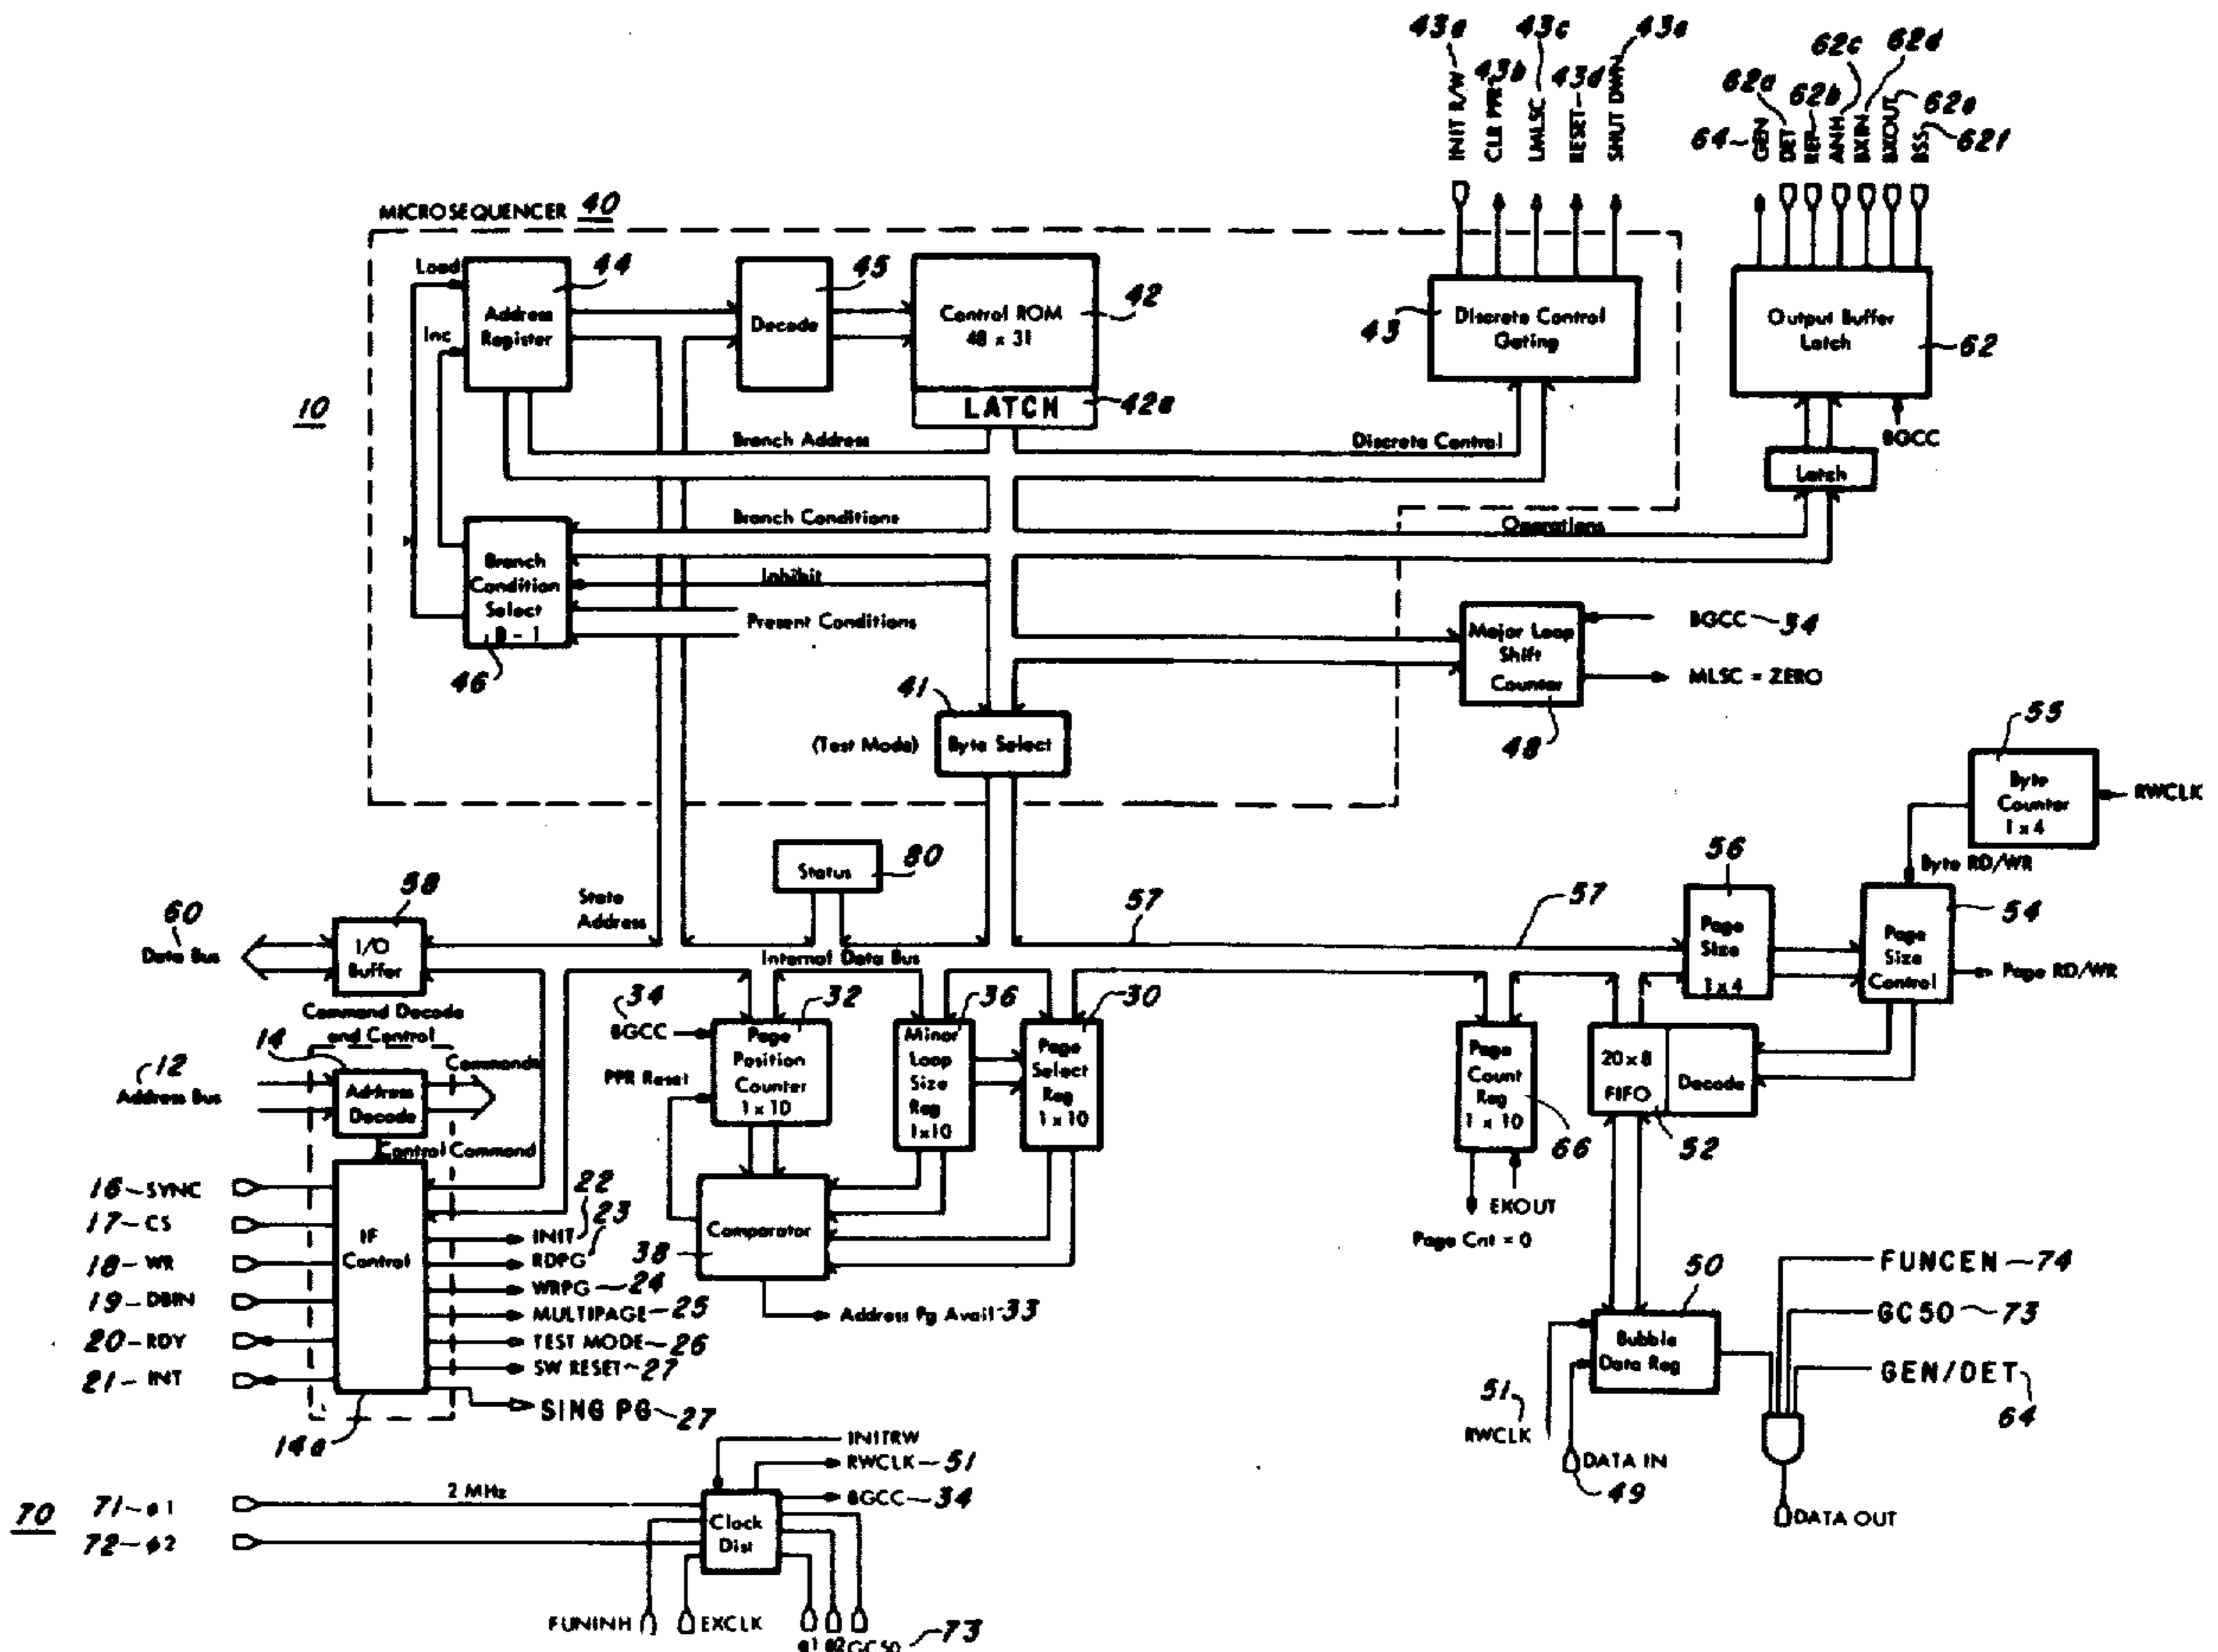 43a
43c
43e
62c
62d
43b
43d
62a
62b
62e
64
62f
INIT R/W
CLR PPR
LMLSC
RESET
SHUT DWN
GEN
DET
REP
ANH
BXIN
BXOUT
BSS
MICROSEQUENCER 40
Load
44
45
42
Address
Register
Inc
Decode
Control ROM
48 x 31
43
Discrete Control
Gating
Output Buffer
Latch
62
10
LATCH
42a
Branch Address
Discrete Control
BGCC
Latch
Branch Conditions
Operations
Branch
Condition
Select
Inhibit
Present Conditions
46
Major Loop
Shift
Counter
BGCC 34
MLSC = ZERO
48
41
(Test Mode)
Byte Select
55
Byte
Counter
1 x 4
RWCLK
Byte RD/WR
Status
80
58
State
Address
57
57
56
54
60
Data Bus
I/O
Buffer
Internal Data Bus
Page
Size
1 x 4
Page
Size
Control
Page RD/WR
Command Decode
and Control
14
Commands
12
Address Bus
Address
Decode
Control Command
34
BGCC
PPR Reset
32
Page
Position
Counter
1 x 10
36
Minor
Loop
Size
Reg
1x10
30
Page
Select
Reg
1 x 10
Page
Count
Reg
1 x 10
66
20 x 8
FIFO
Decode
52
EXOUT
Page Cnt = 0
16 - SYNC
17 - CS
18 - WR
19 - DBIN
20 - RDY
21 - INT
IF
Control
22
INIT
23
RDPG
WRPG - 24
MULTIPAGE - 25
TEST MODE - 26
SW RESET - 27
SING PG - 27
14a
Comparator
38
Address Pg Avail 33
50
Bubble
Data Reg
51
RWCLK
DATA IN
49
FUNGEN - 74
GC50 - 73
GEN/DET
64
DATA OUT
INITRW
RWCLK - 51
BGCC - 34
70
71 - ø1
72 - ø2
2 MHz
Clock
Dist
FUNINH
EXCLK
ø1 ø2 GC50
73